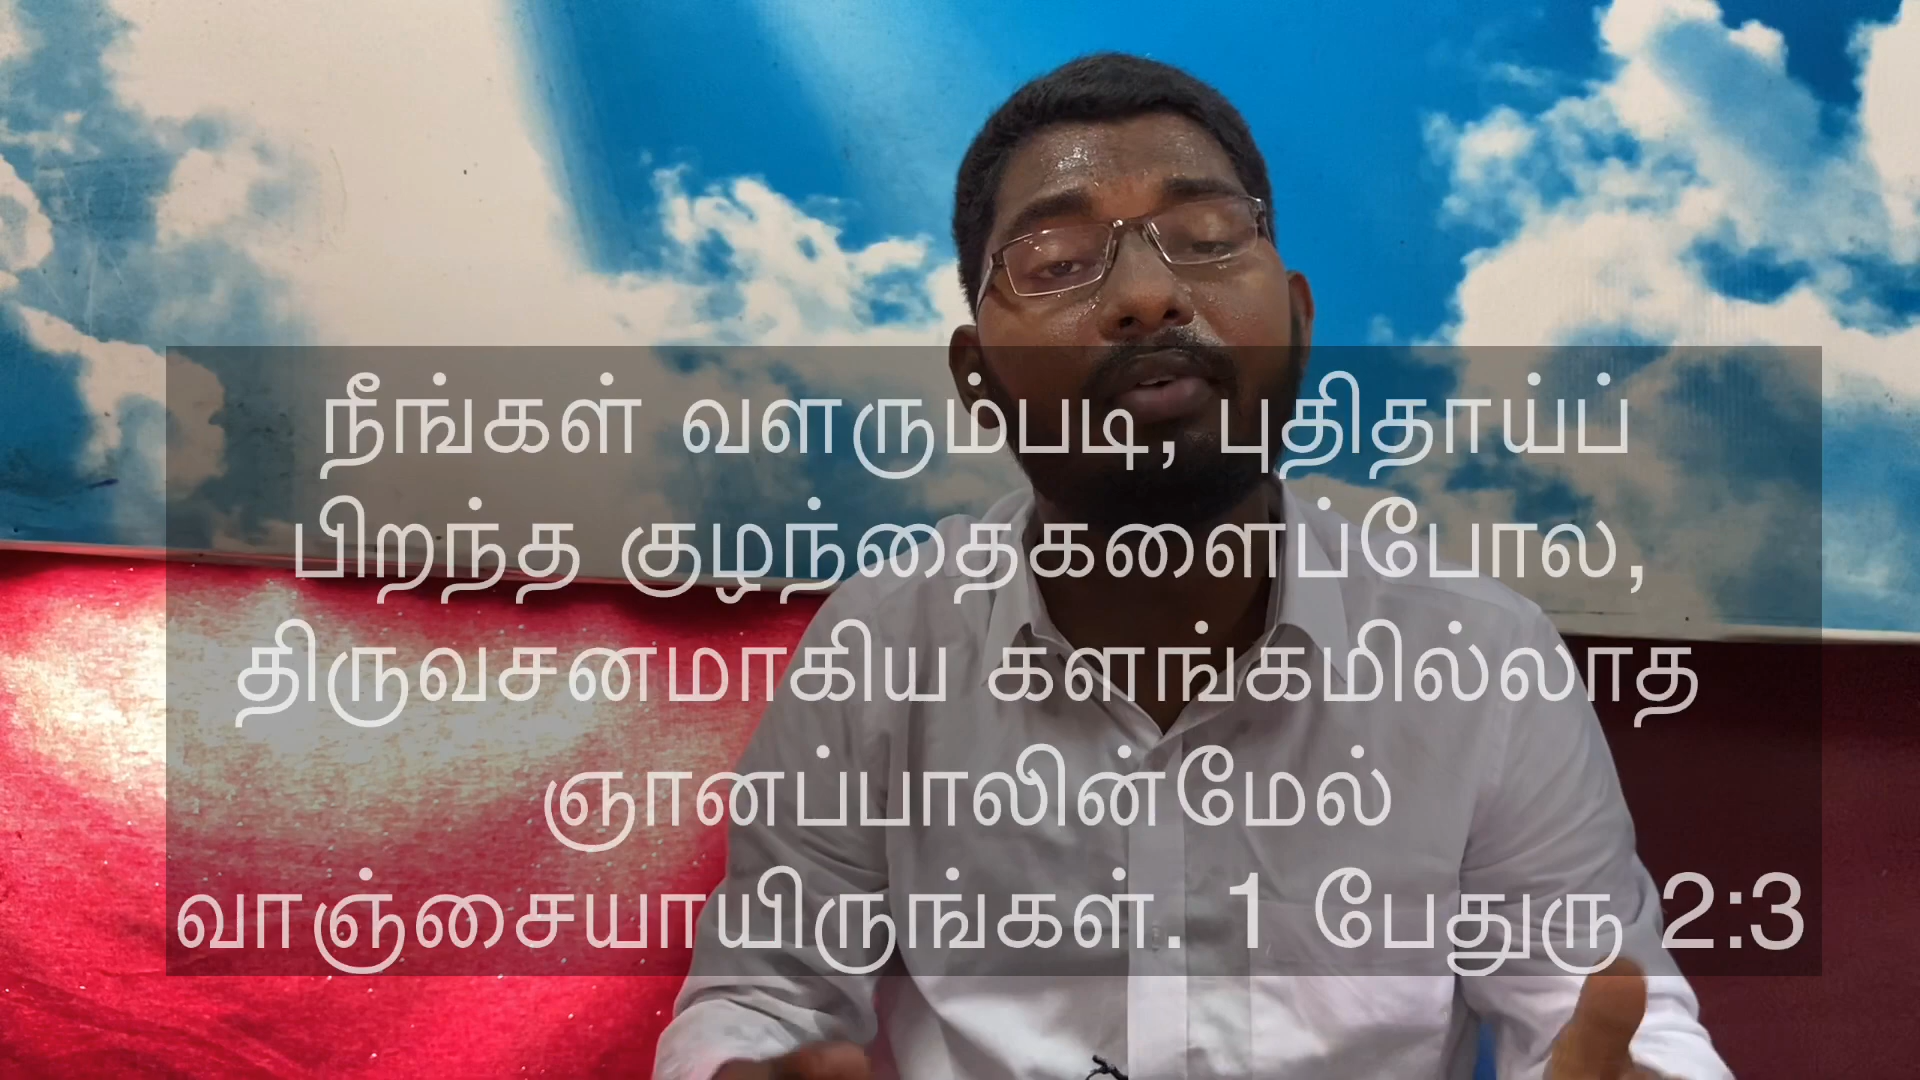 நீங்கள் வளரும்படி, புதிதாய்ப்
பிறந்த குழந்தைகளைப்போல,
திருவசனமாகிய களங்கமில்லாத
ஞானப்பாலின்மேல்
வாஞ்சையாயிருங்கள். 1 பேதுரு 2:3